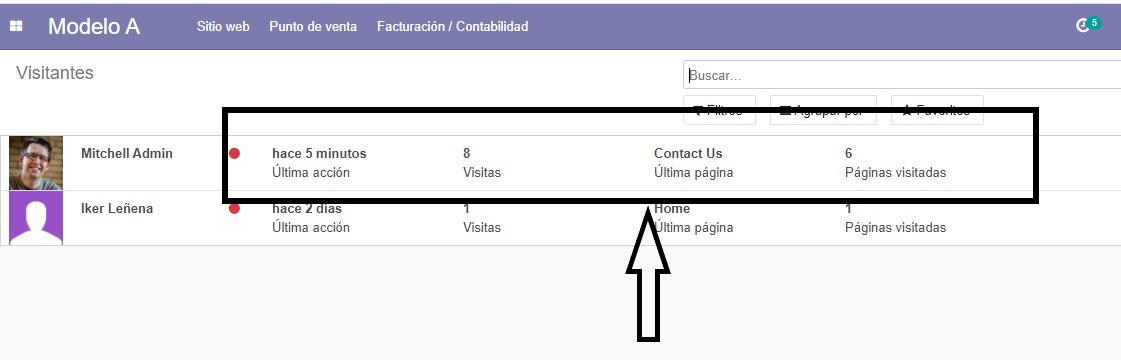 Modelo A Sitio web Punto de venta Facturación / Contabilidad 5
Visitantes
Buscar...
Filtros Agrupar por Favoritos
Mitchell Admin hace 5 minutos 8 Contact Us 6
Última acción Visitas Última página Páginas visitadas
Iker Leñena hace 2 días 1 Home 1
Última acción Visitas Última página Páginas visitadas